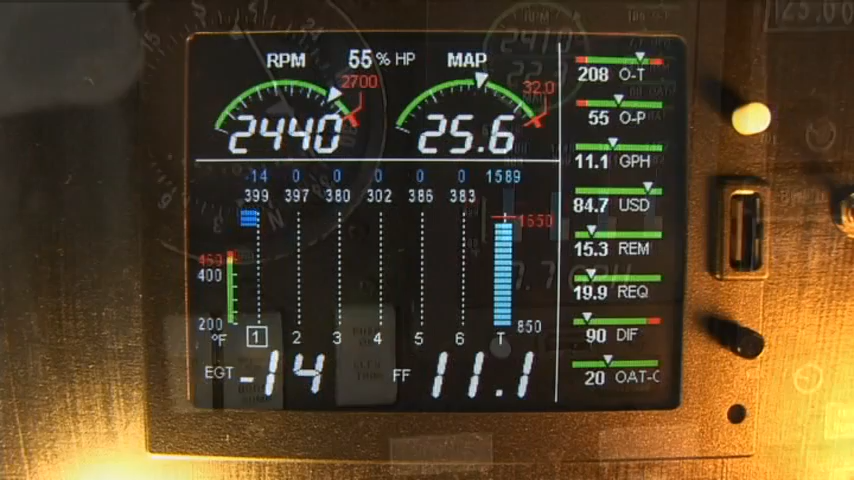 RPM 55 % HP MAP
2700 32.0
2440 25.6
208 O-T
55 O-P
11.1 GPH
84.7 USD
15.3 REM
19.9 REQ
90 DIF
20 OAT-C
-14 0 0 0 0 0 1589
399 397 380 302 386 383
1650
400
200 850
°F 1 2 3 4 5 6 T
EGT -14 FF 11.1